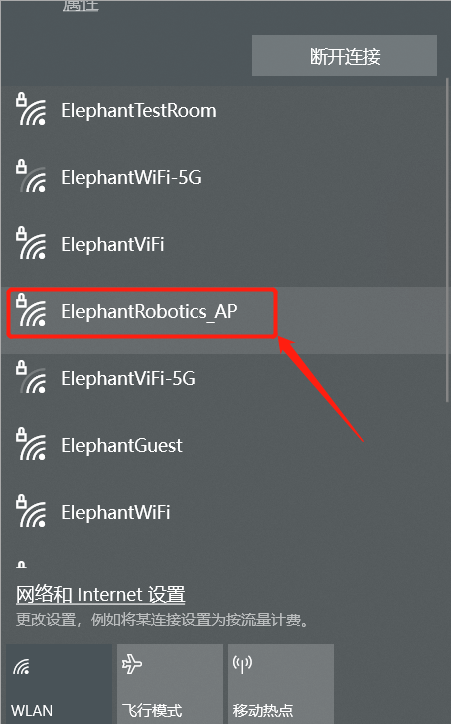 属性
断开连接
ElephantTestRoom
ElephantWiFi-5G
ElephantViFi
ElephantRobotics_AP
ElephantViFi-5G
ElephantGuest
ElephantWiFi
网络和 Internet 设置
更改设置，例如将某连接设置为按流量计费。
WLAN
飞行模式
移动热点